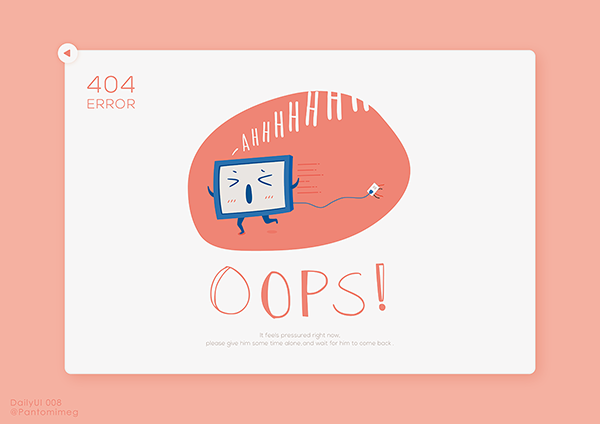 404
ERROR
AHHHHHHHH
OOPS!
It feels pressured right now,
please give him some time alone and wait for him to come back.
DailyUI 008
@Pantomimeg